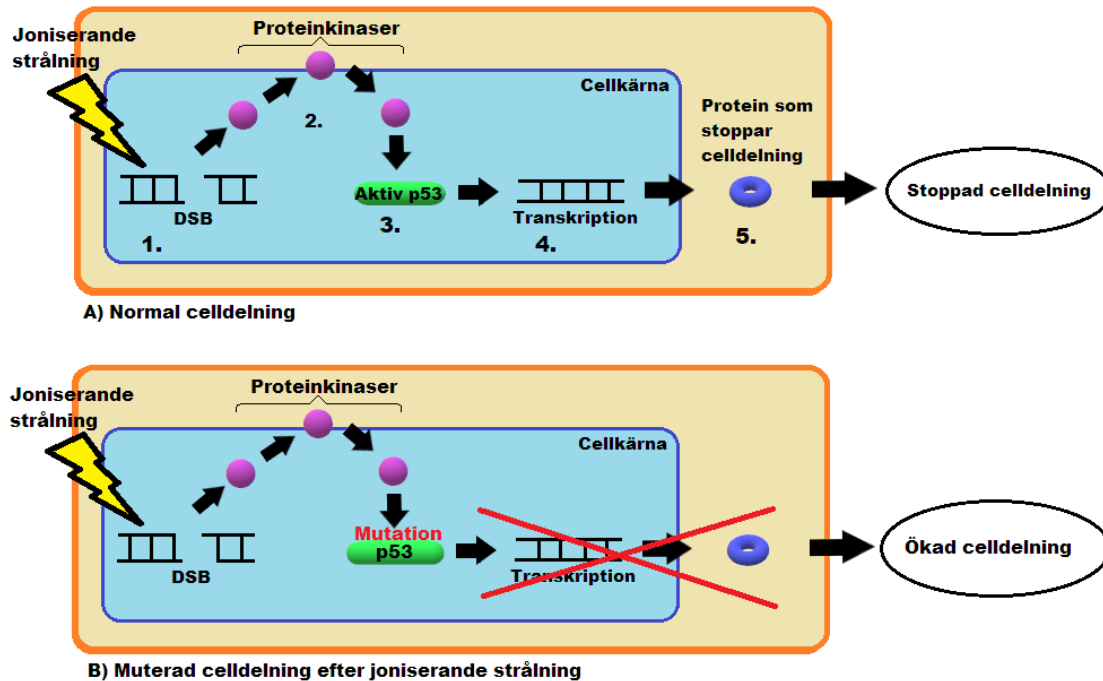 Proteinkinaser
Joniserande
strålning
Cellkärna
2.
Protein som
stoppar
celldelning
Aktiv p53
Stoppad celldelning
DSB
Transkription
1.
3.
4.
5.
A) Normal celldelning
Proteinkinaser
Joniserande
strålning
Cellkärna
Mutation
p53
Ökad celldelning
DSB
Transkription
B) Muterad celldelning efter joniserande strålning